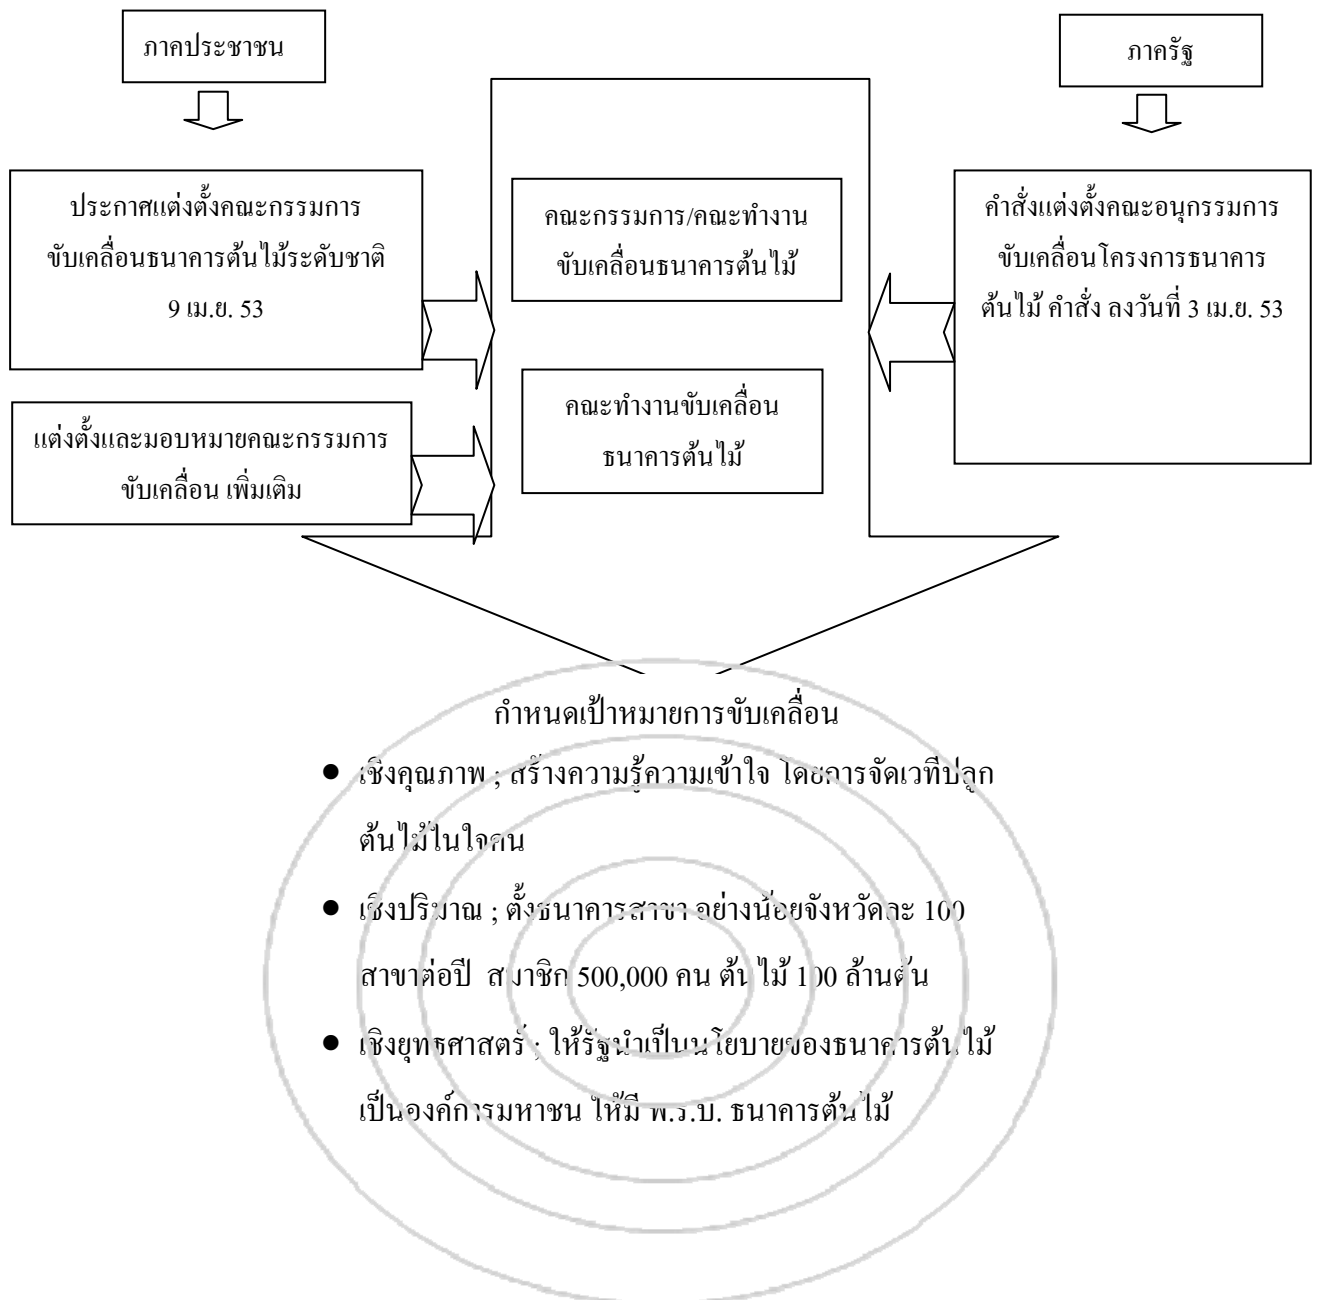 ภาคประชาชน
ภาครัฐ
ประกาศแต่งตั้งคณะกรรมการ
ขับเคลื่อนธนาคารต้นไม้ระดับชาติ
9 เม.ย. 53
คณะกรรมการ/คณะทำงาน
ขับเคลื่อนธนาคารต้นไม้
คำสั่งแต่งตั้งคณะอนุกรรมการ
ขับเคลื่อนโครงการธนาคาร
ต้นไม้ คำสั่ง ลงวันที่ 3 เม.ย. 53
แต่งตั้งและมอบหมายคณะกรรมการ
ขับเคลื่อน เพิ่มเติม
คณะทำงานขับเคลื่อน
ธนาคารต้นไม้
กำหนดเป้าหมายการขับเคลื่อน
● เชิงคุณภาพ ; สร้างความรู้ความเข้าใจ โดยการจัดเวทีปลูก
ต้นไม้ในใจคน
● เชิงปริมาณ ; ตั้งธนาคารสาขา อย่างน้อยจังหวัดละ 100
สาขาต่อปี สมาชิก 500,000 คน ต้นไม้ 100 ล้านต้น
● เชิงยุทธศาสตร์ ; ให้รัฐนำเป็นนโยบายของธนาคารต้นไม้
เป็นองค์การมหาชน ให้มี พ.ร.บ. ธนาคารต้นไม้